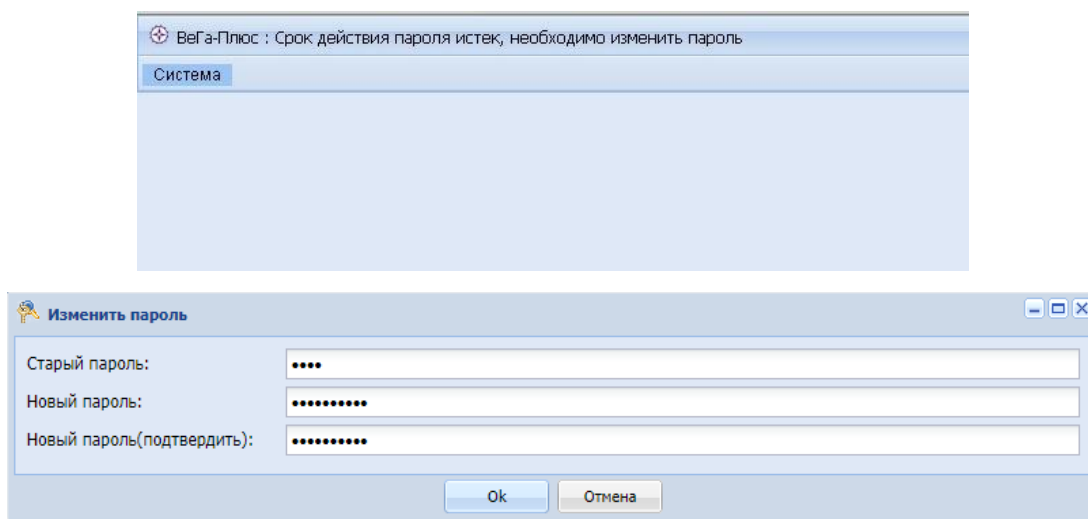 ВеГа-Плюс : Срок действия пароля истек, необходимо изменить пароль
Система
Изменить пароль
Старый пароль: ••••
Новый пароль: ••••••••••
Новый пароль(подтвердить): ••••••••••
Ok Отмена